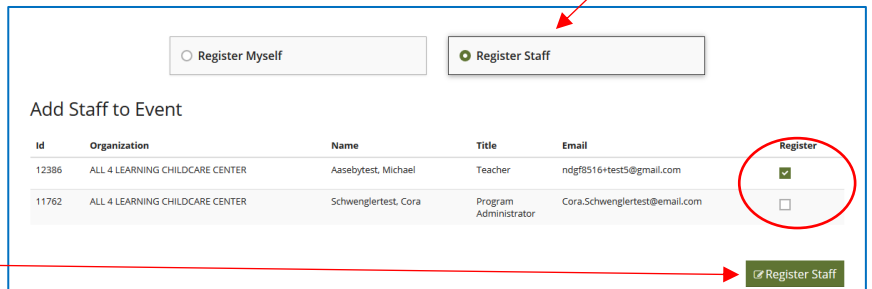 Register Myself Register Staff
Add Staff to Event
Id Organization Name Title Email Register
12386 ALL 4 LEARNING CHILDCARE CENTER Aasebytest, Michael Teacher ndgf8516+test5@gmail.com
11762 ALL 4 LEARNING CHILDCARE CENTER Schwenglertest, Cora Program Administrator Cora.Schwenglertest@email.com
Register Staff